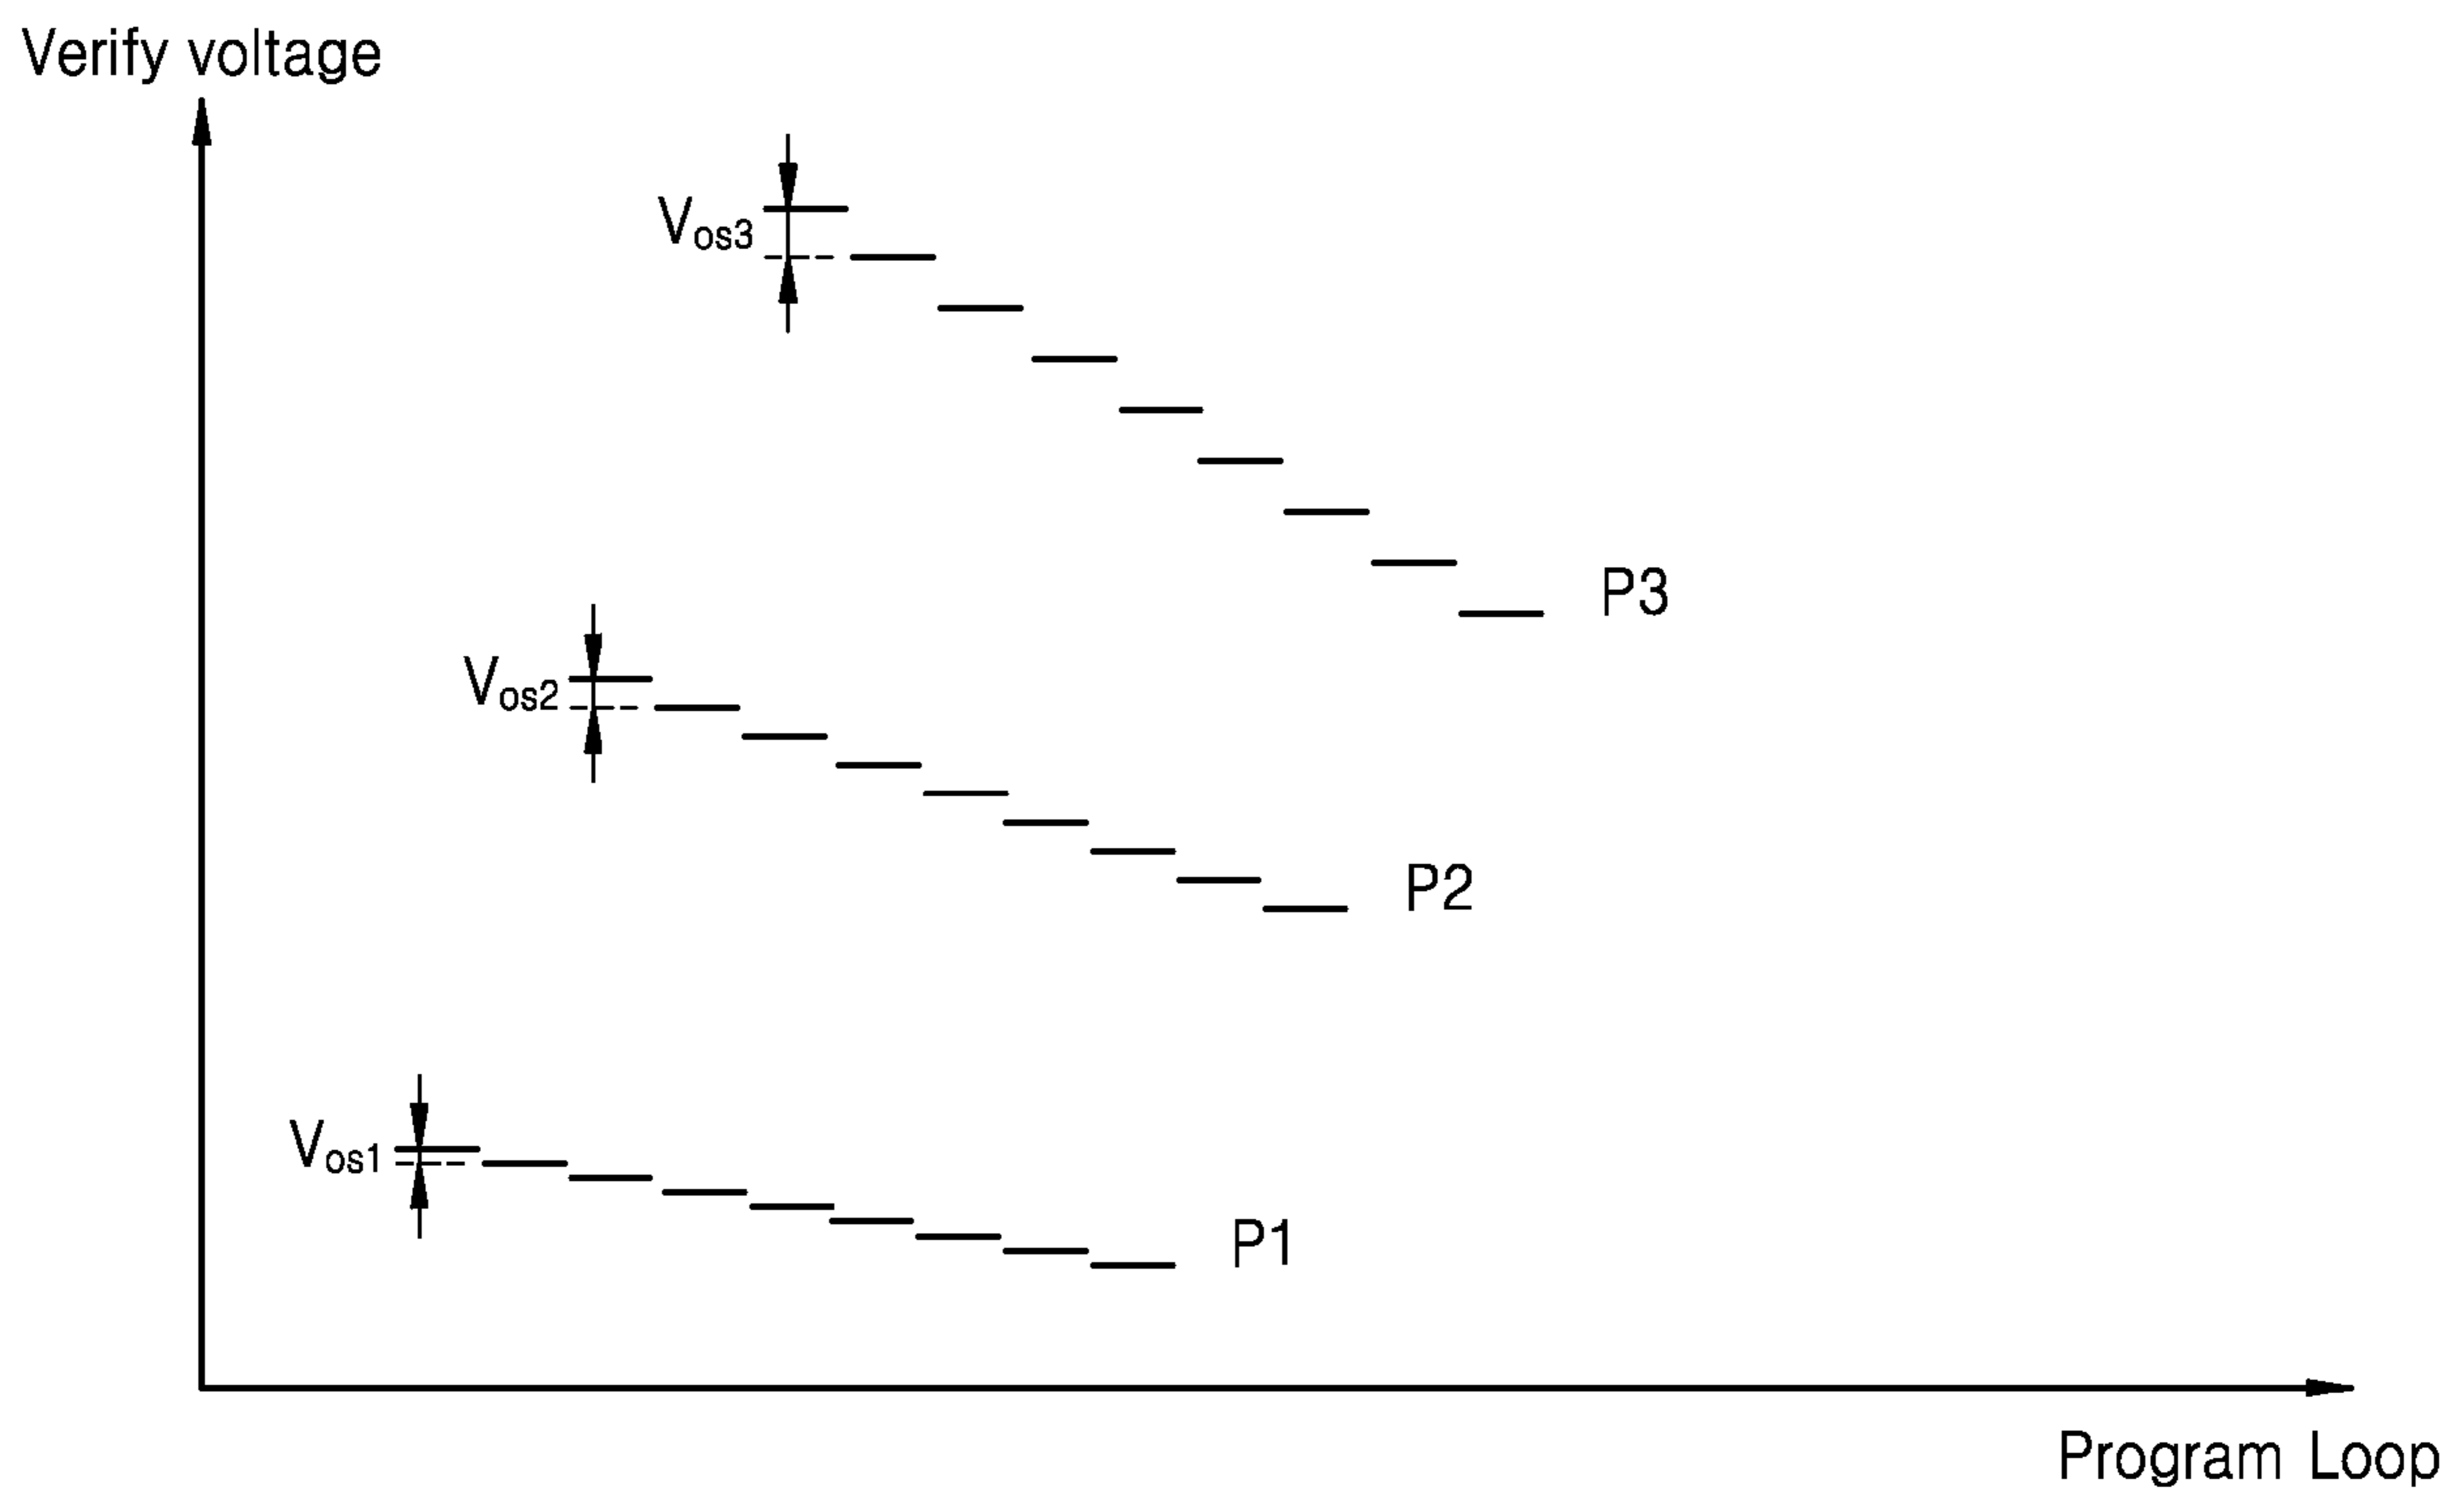 Verify voltage
Vos3
P3
Vos2
P2
Vos1
P1
Program Loop